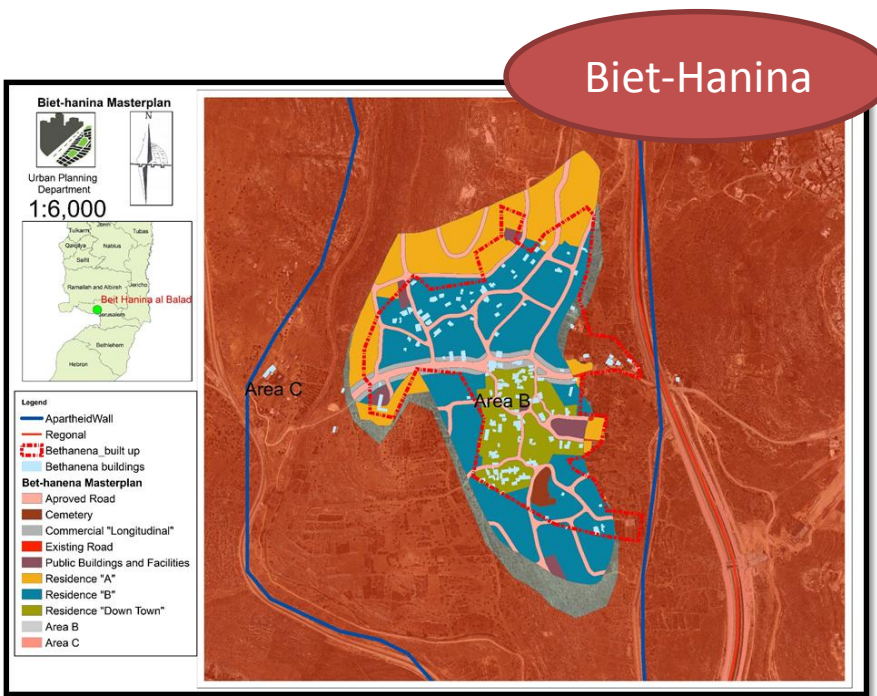 Biet-Hanina
Biet-hanina Masterplan
N
Urban Planning
Department
1:6,000
Jenin
Tulkarm
Tubas
Qalqiliya
Nablus
Salfit
Ramallah and Albireh
Jericho
Beit Hanina al Balad
Jerusalem
Bethlehem
Hebron
Legend
ApartheidWall
Regonal
Bethanena_built up
Bethanena buildings
Bet-hanena Masterplan
Aproved Road
Cemetery
Commercial "Longitudinal"
Existing Road
Public Buildings and Facilities
Residence "A"
Residence "B"
Residence "Down Town"
Area B
Area C
Area C
Area B